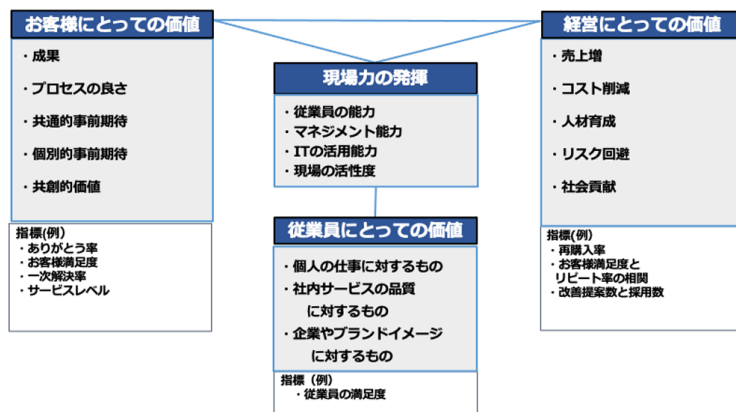 お客様にとっての価値
・成果
・プロセスの良さ
・共通的事前期待
・個別的事前期待
・共創的価値
指標(例)
・ありがとう率
・お客様満足度
・一次解決率
・サービスレベル
現場力の発揮
・従業員の能力
・マネジメント能力
・ITの活用能力
・現場の活性度
従業員にとっての価値
・個人の仕事に対するもの
・社内サービスの品質
に対するもの
・企業やブランドイメージ
に対するもの
指標（例）
・従業員の満足度
経営にとっての価値
・売上増
・コスト削減
・人材育成
・リスク回避
・社会貢献
指標(例)
・再購入率
・お客様満足度と
リピート率の相関
・改善提案数と採用数